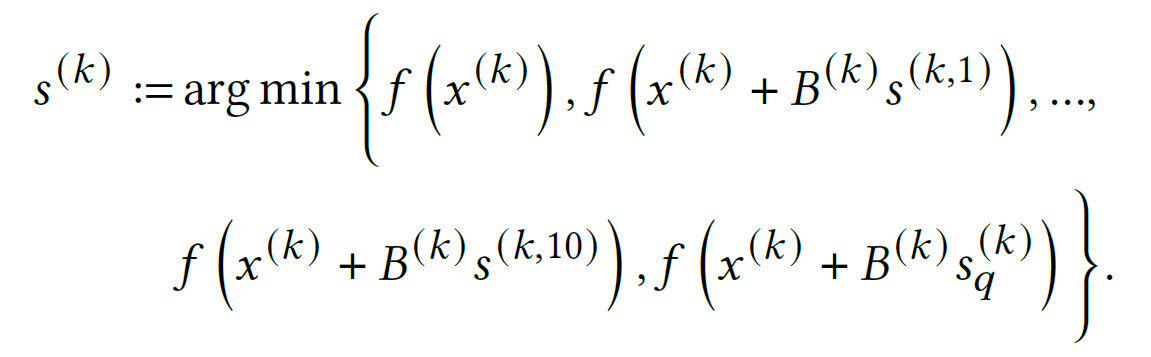 s^{(k)} := arg min { f ( x^{(k)} ) , f ( x^{(k)} + B^{(k)} s^{(k,1)} ) , ...,
f ( x^{(k)} + B^{(k)} s^{(k,10)} ) , f ( x^{(k)} + B^{(k)} s_q^{(k)} ) } .